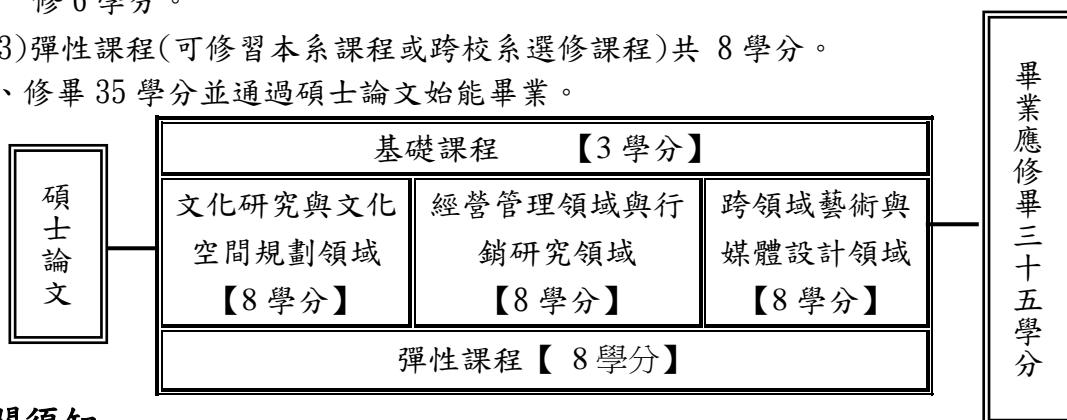 修 6 學分。
3)彈性課程(可修習本系課程或跨校系選修課程)共 8 學分。
、修畢 35 學分並通過碩士論文始能畢業。
碩士論文
基礎課程 【3 學分】
文化研究與文化空間規劃領域【8 學分】
經營管理領域與行銷研究領域【8 學分】
跨領域藝術與媒體設計領域【8 學分】
彈性課程【 8 學分】
畢業應修畢三十五學分
須知